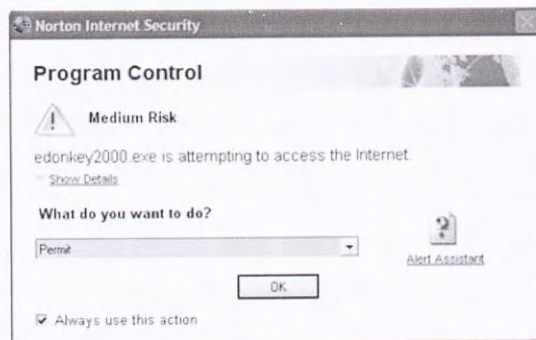 Norton Internet Security
Program Control
Medium Risk
edonkey2000.exe is attempting to access the Internet.
Show Details
What do you want to do?
Permit
Alert Assistant
OK
Always use this action